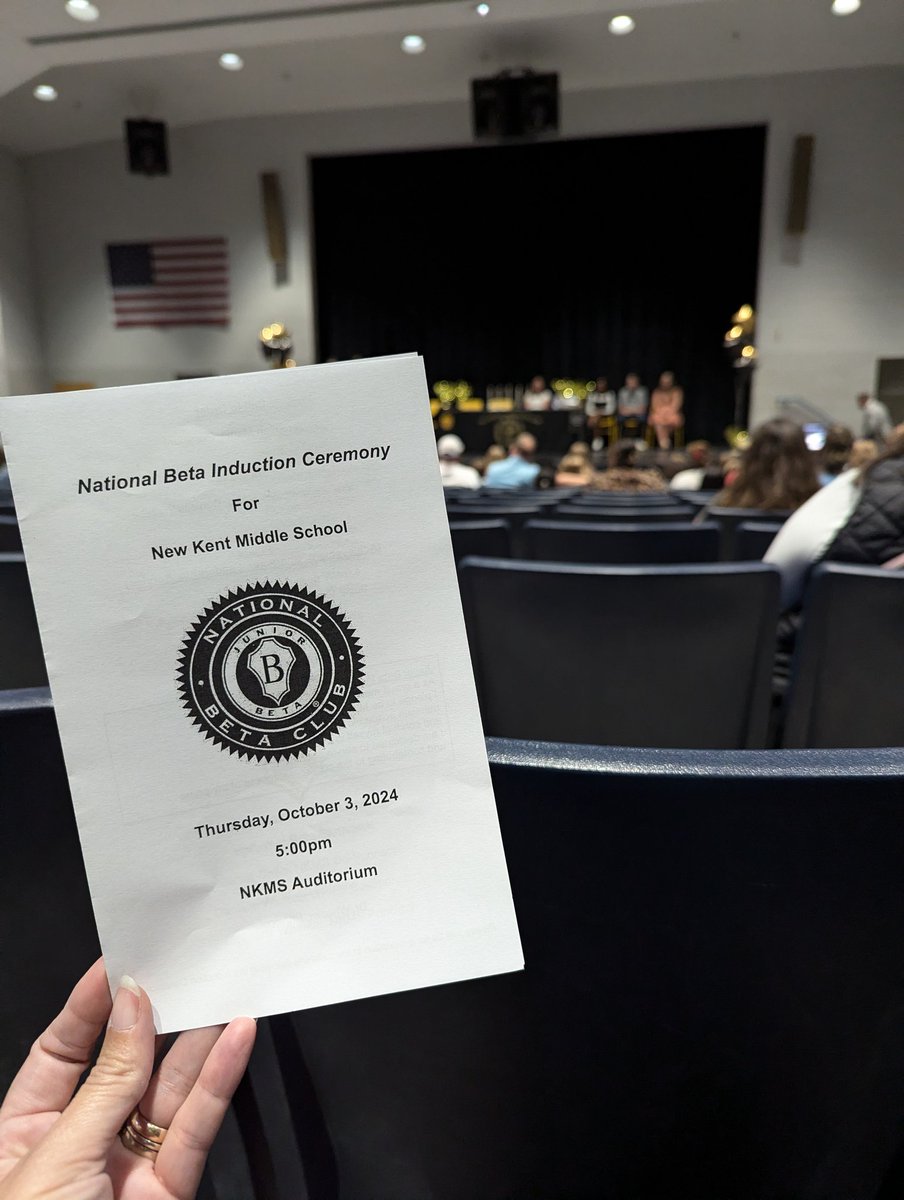 National Beta Induction Ceremony
For
New Kent Middle School
NATIONAL
JUNIOR
B
BETA
®
BETA CLUB
Thursday, October 3, 2024
5:00pm
NKMS Auditorium